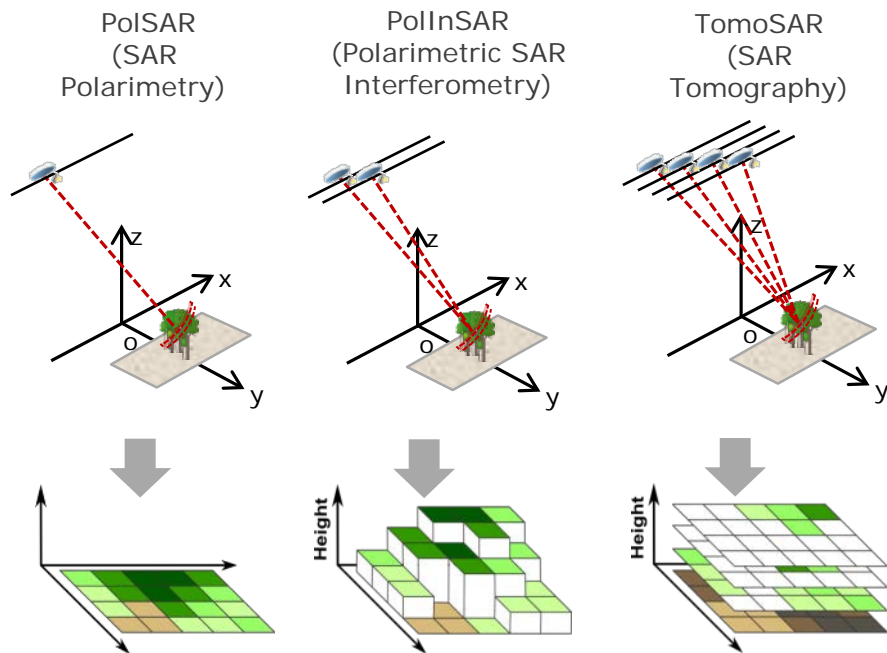 PolSAR
(SAR
Polarimetry)
PolInSAR
(Polarimetric SAR
Interferometry)
TomoSAR
(SAR
Tomography)
z
x
o
y
z
x
o
y
z
x
o
y
Height
Height